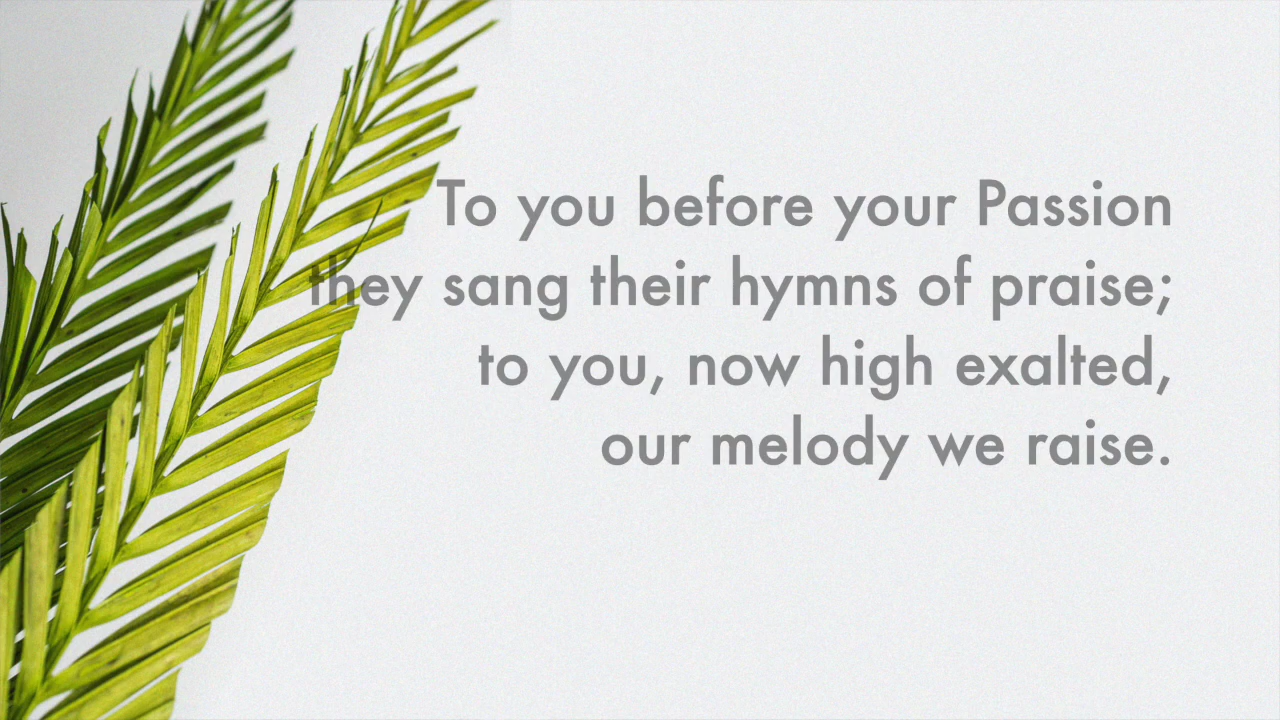 To you before your Passion
they sang their hymns of praise;
to you, now high exalted,
our melody we raise.